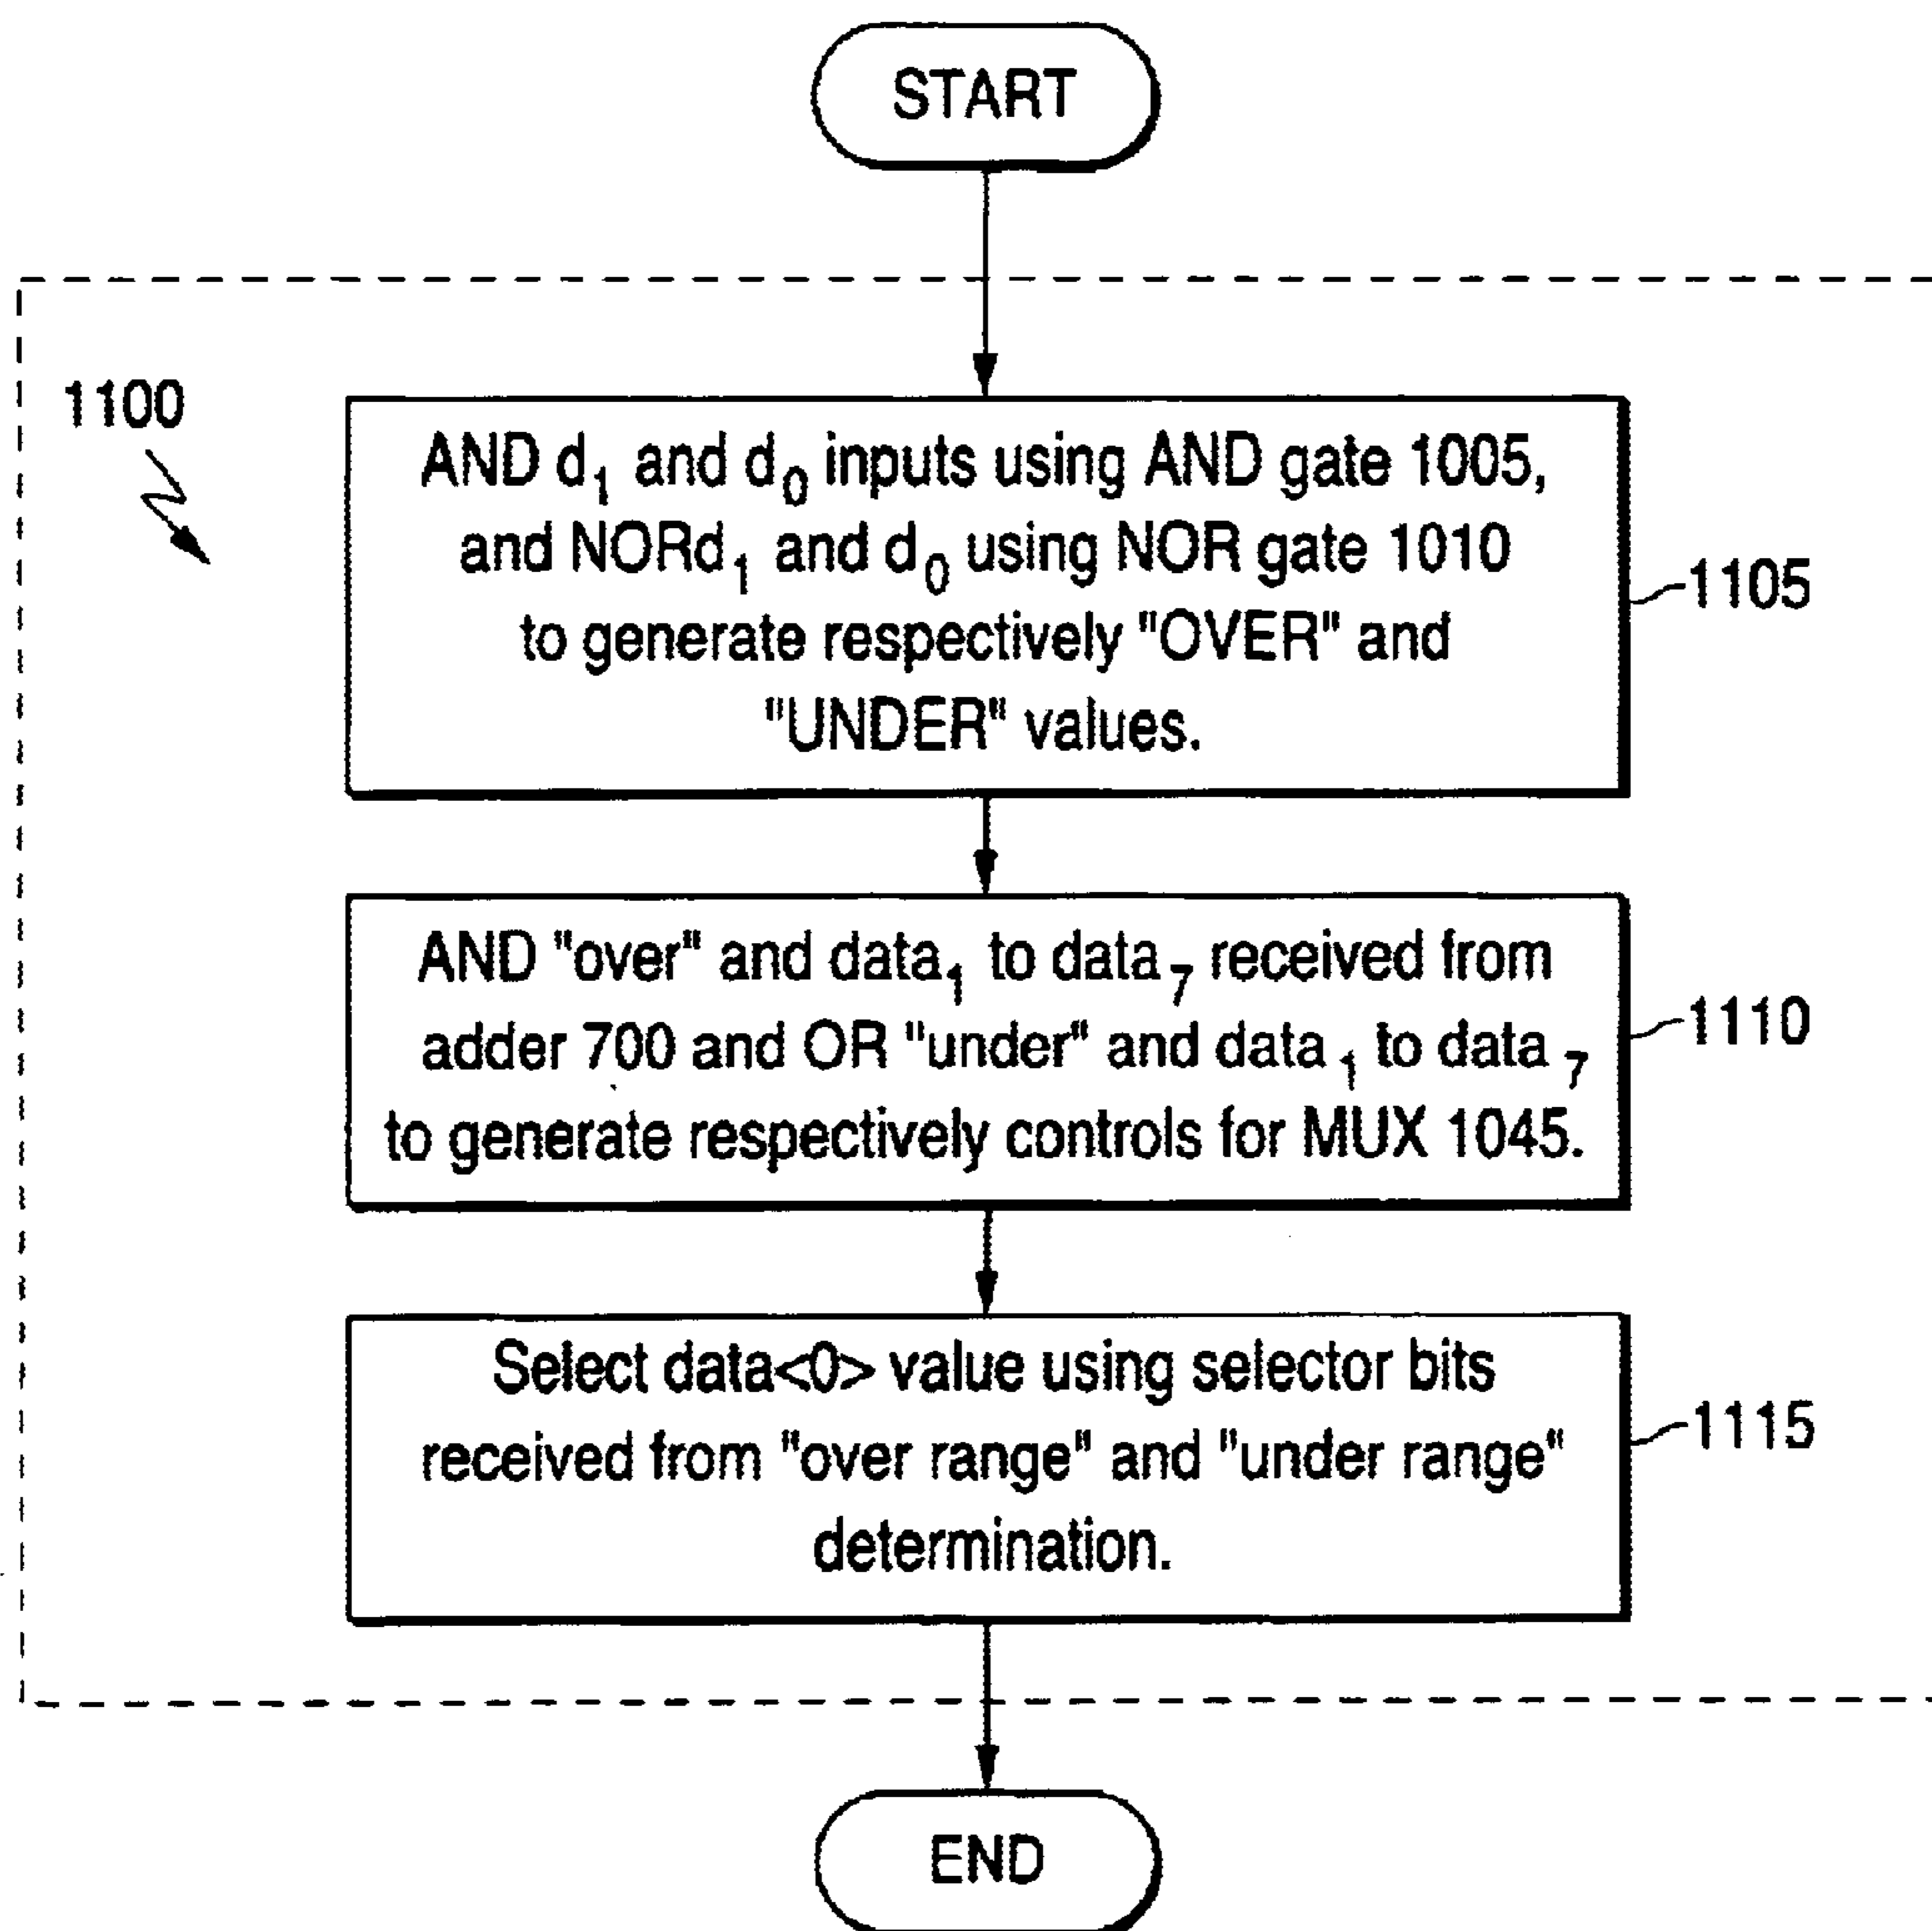 START
1100
AND d₁ and d₀ inputs using AND gate 1005,
and NORd₁ and d₀ using NOR gate 1010
to generate respectively "OVER" and
"UNDER" values.
1105
AND "over" and data₁ to data₇ received from
adder 700 and OR "under" and data₁ to data₇
to generate respectively controls for MUX 1045.
1110
Select data<0> value using selector bits
received from "over range" and "under range"
determination.
1115
END